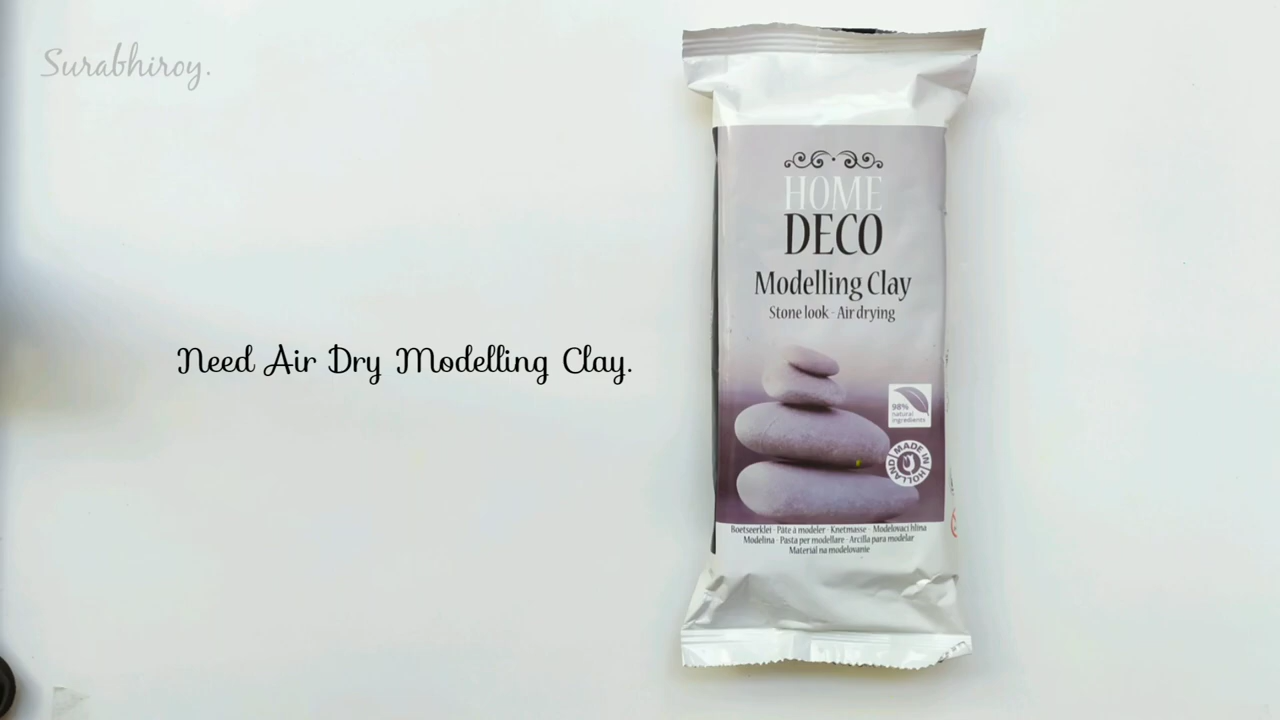 Surabhiroy.
HOME
DECO
Modelling Clay
Stone look - Air drying
Need Air Dry Modelling Clay.
98%
natural
ingredients
MADE IN
HOLLAND
Boetseerklei - Pâte à modeler - Knetmasse - Modelovací hlína
Modelina - Pasta per modellare - Arcilla para modelar
Materiál na modelovanie